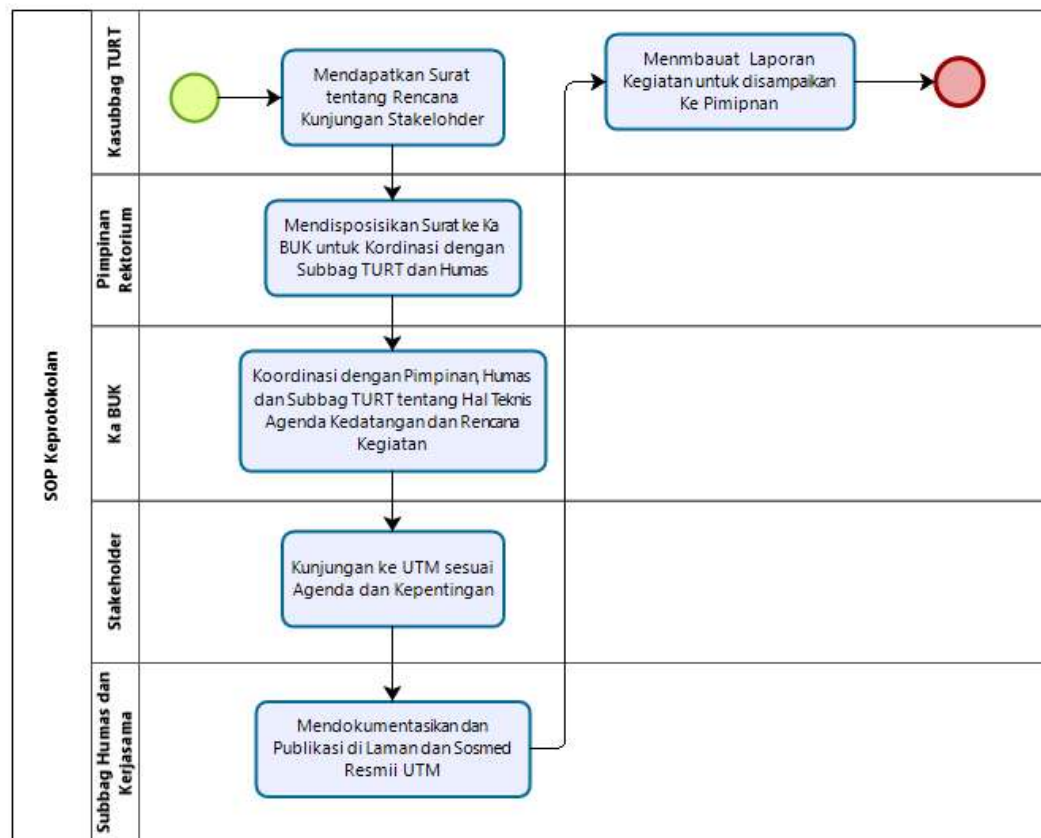 SOP Keprotokolan
Kasubbag TURT
Mendapatkan Surat
tentang Rencana
Kunjungan Stakelohder
Menmbauat Laporan
Kegiatan untuk disampaikan
Ke Pimipnan
Pimpinan
Rektorium
Mendisposisikan Surat ke Ka
BUK untuk Kordinasi dengan
Subbag TURT dan Humas
Ka BUK
Koordinasi dengan Pimpinan, Humas
dan Subbag TURT tentang Hal Teknis
Agenda Kedatangan dan Rencana
Kegiatan
Stakeholder
Kunjungan ke UTM sesuai
Agenda dan Kepentingan
Subbag Humas dan
Kerjasama
Mendokumentasikan dan
Publikasi di Laman dan Sosmed
Resmii UTM